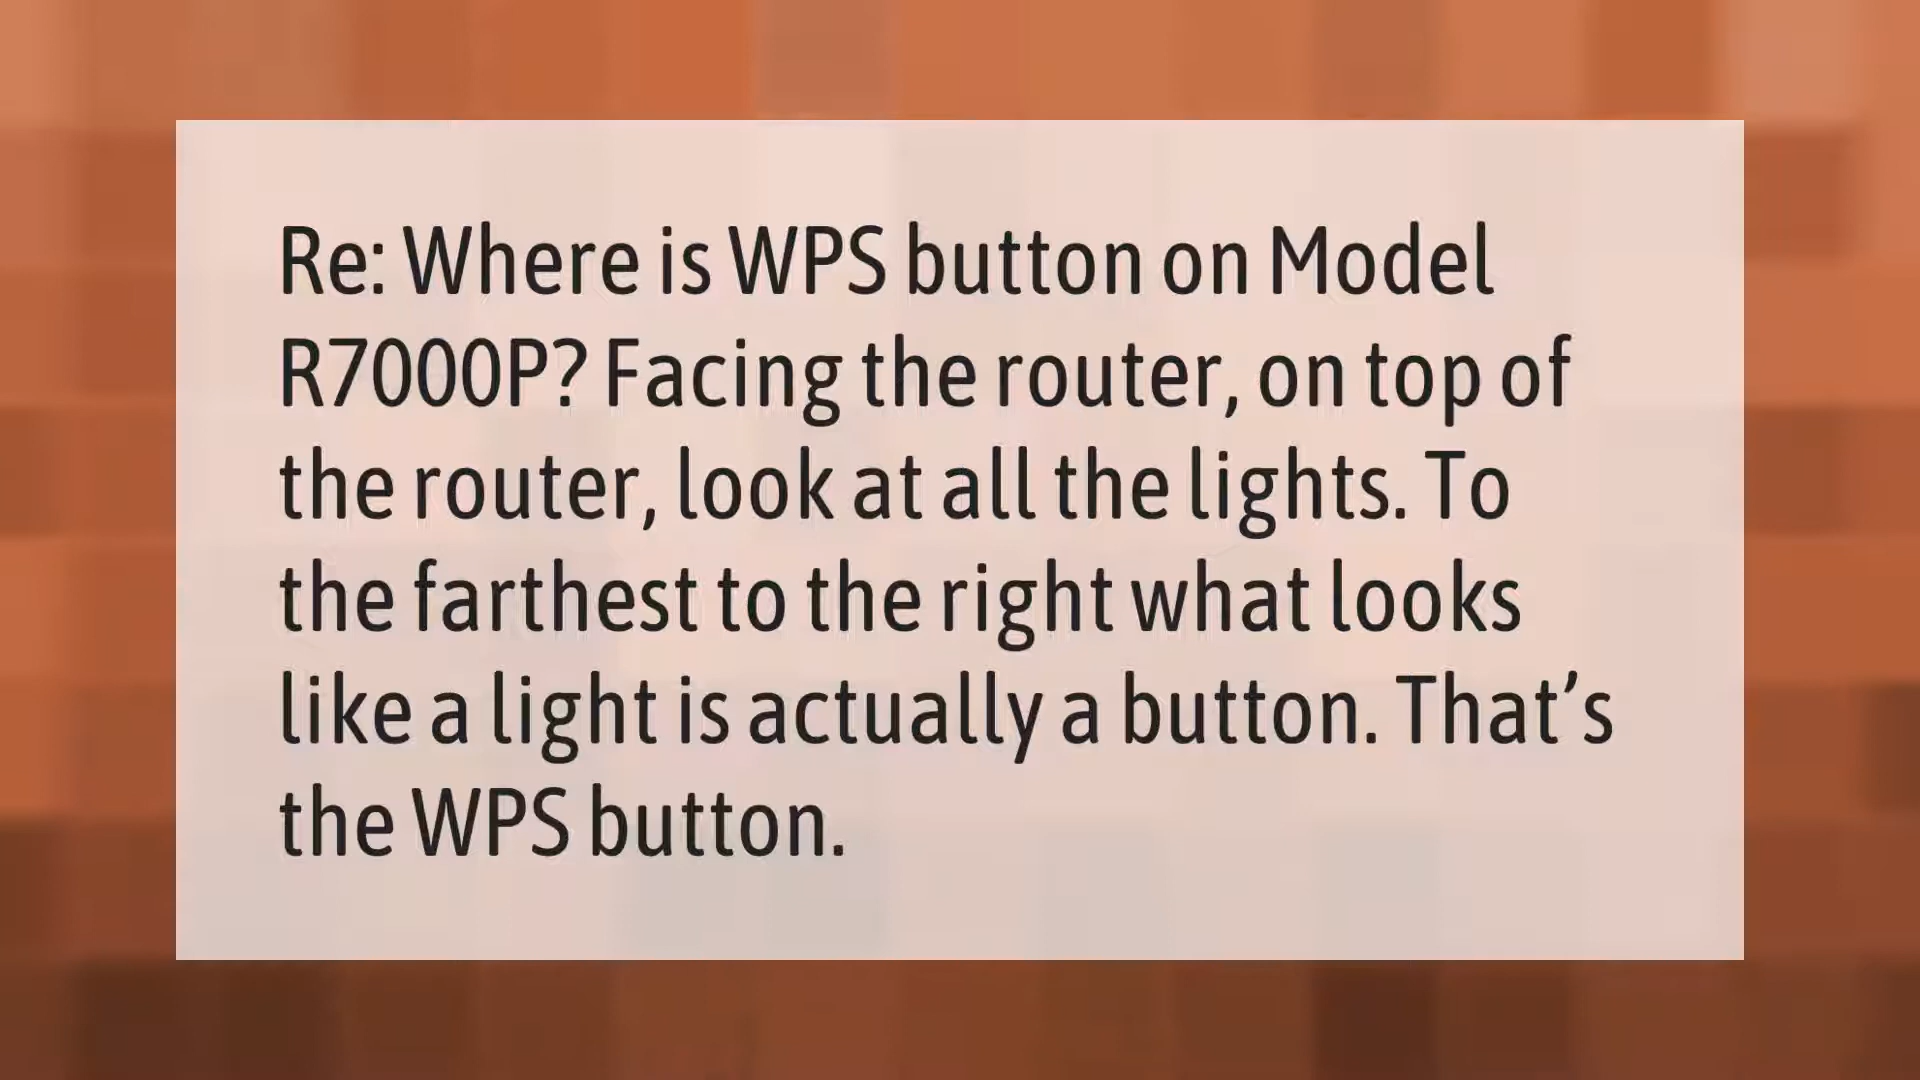 Re: Where is WPS button on Model
R7000P? Facing the router, on top of
the router, look at all the lights. To
the farthest to the right what looks
like a light is actually a button. That’s
the WPS button.